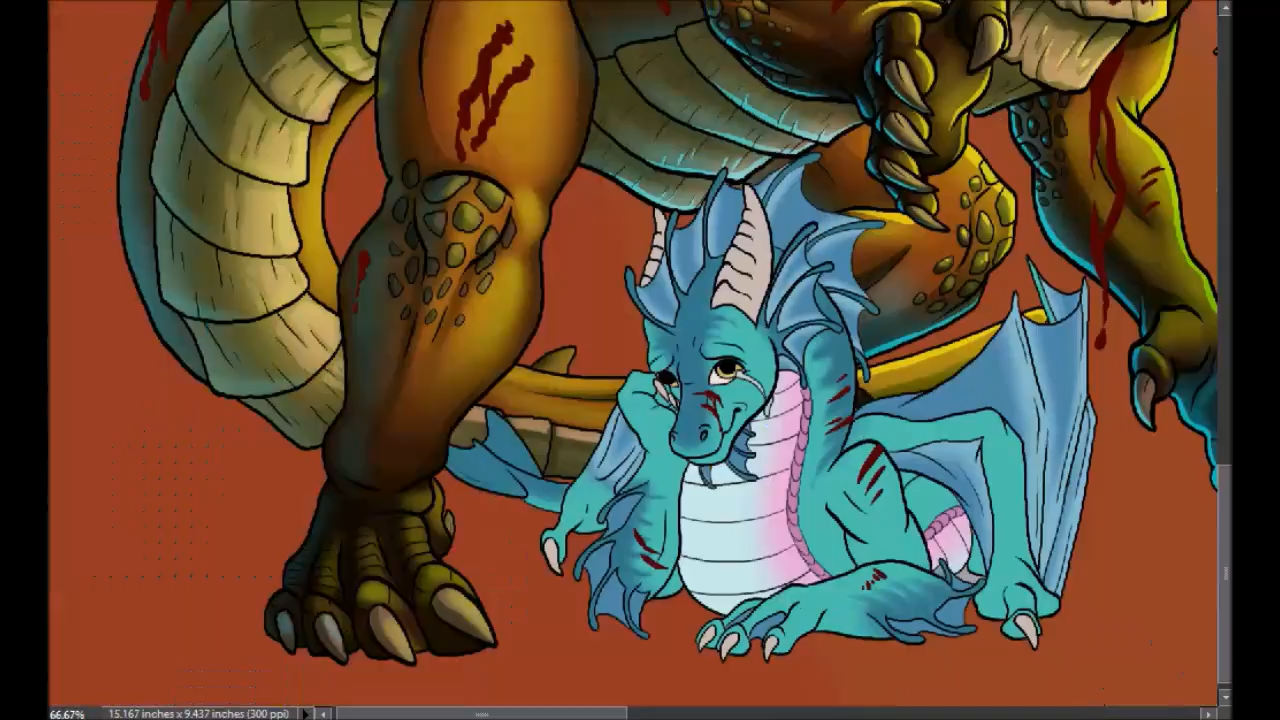 66.67% 15.167 inches x 9.437 inches (300 ppi)